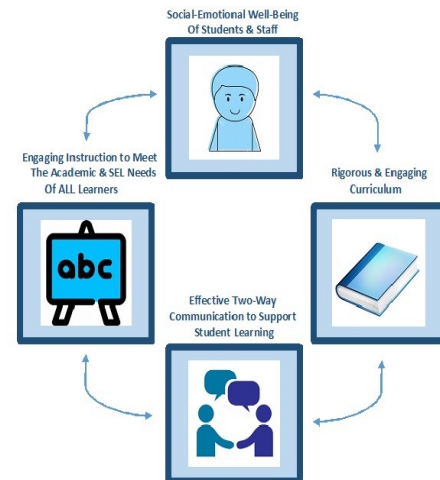 Social-Emotional Well-Being
Of Students & Staff
Engaging Instruction to Meet
The Academic & SEL Needs
Of ALL Learners
Rigorous & Engaging
Curriculum
abc
Effective Two-Way
Communication to Support
Student Learning